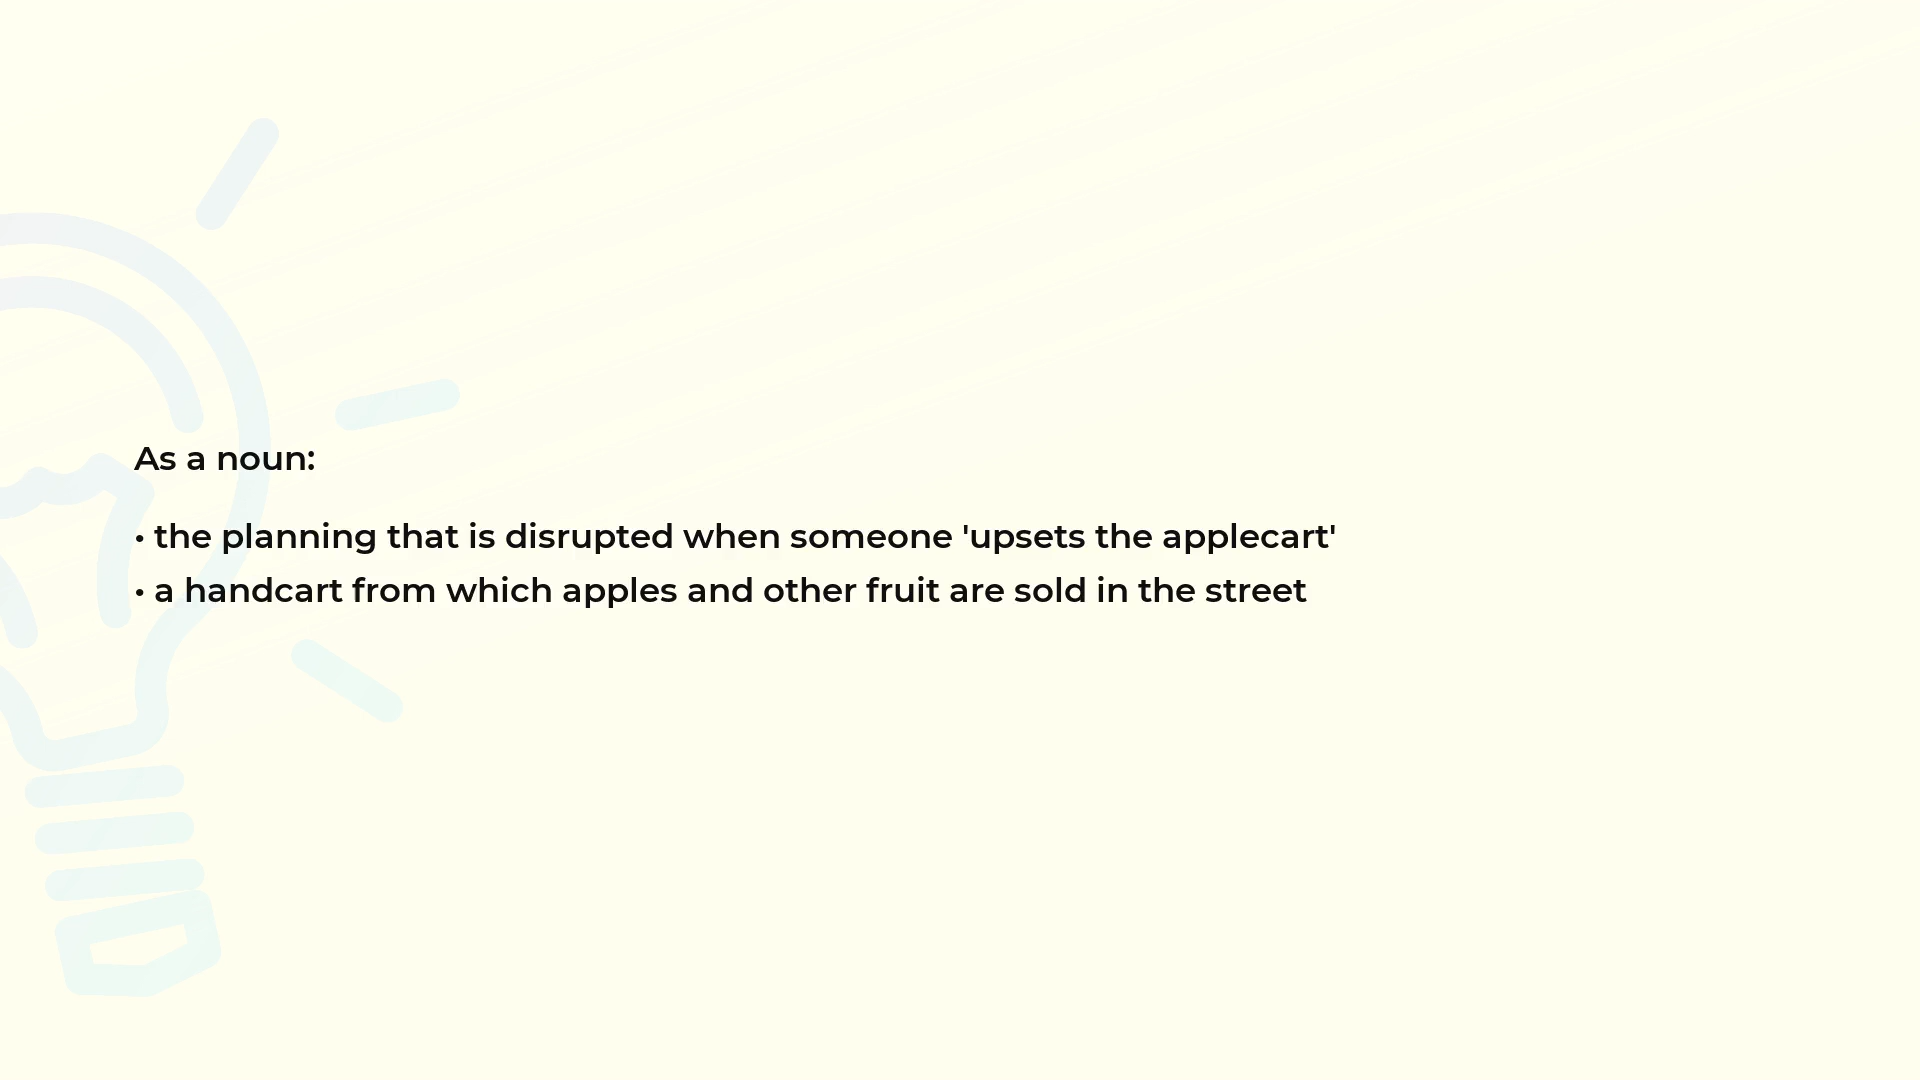 As a noun:
• the planning that is disrupted when someone 'upsets the applecart'
• a handcart from which apples and other fruit are sold in the street